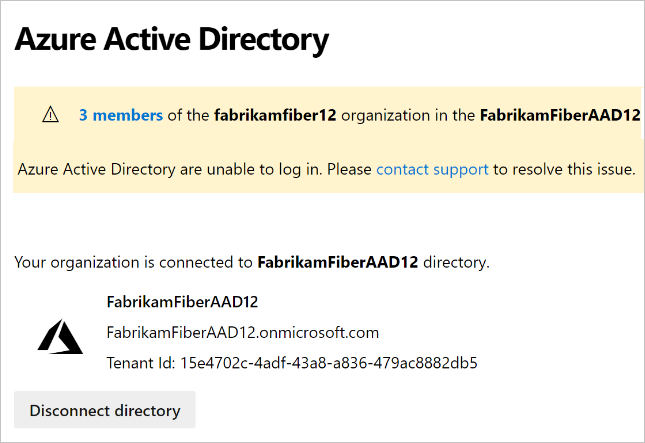 Azure Active Directory
3 members of the fabrikamfiber12 organization in the FabrikamFiberAAD12
Azure Active Directory are unable to log in. Please contact support to resolve this issue.
Your organization is connected to FabrikamFiberAAD12 directory.
FabrikamFiberAAD12
FabrikamFiberAAD12.onmicrosoft.com
Tenant Id: 15e4702c-4adf-43a8-a836-479ac8882db5
Disconnect directory